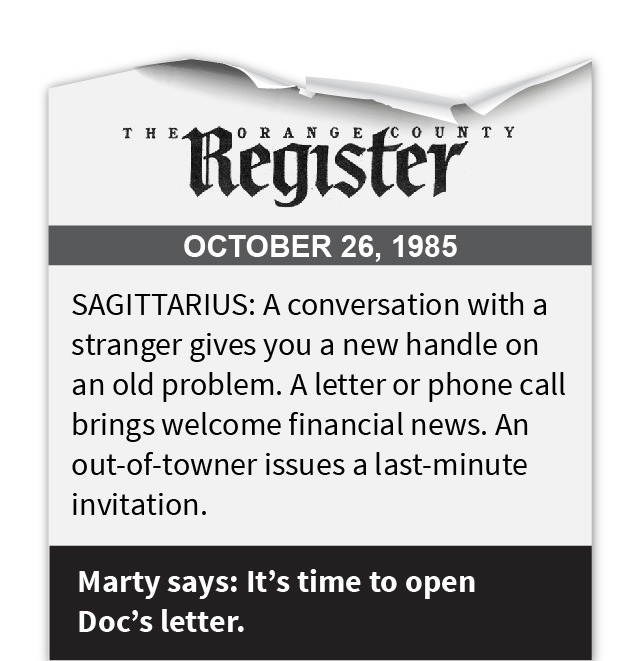 THE ORANGE COUNTY
Register
OCTOBER 26, 1985
SAGITTARIUS: A conversation with a
stranger gives you a new handle on
an old problem. A letter or phone call
brings welcome financial news. An
out-of-towner issues a last-minute
invitation.
Marty says: It’s time to open
Doc’s letter.